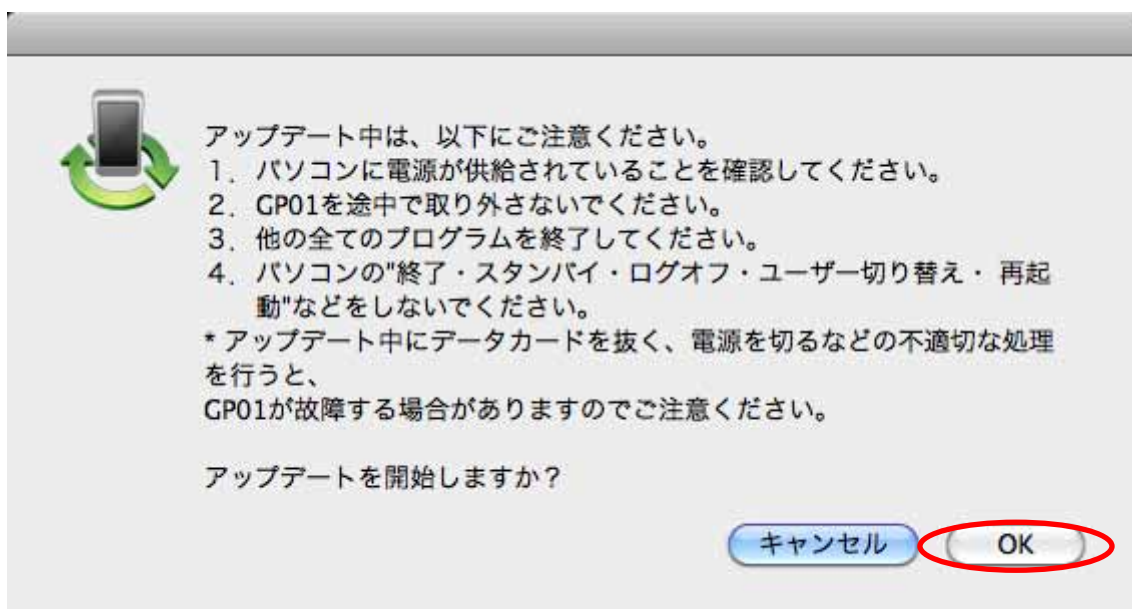 アップデート中は、以下にご注意ください。
1. パソコンに電源が供給されていることを確認してください。
2. GP01を途中で取り外さないでください。
3. 他の全てのプログラムを終了してください。
4. パソコンの"終了・スタンバイ・ログオフ・ユーザー切り替え・ 再起
動"などをしないでください。
* アップデート中にデータカードを抜く、電源を切るなどの不適切な処理
を行うと、
GP01が故障する場合がありますのでご注意ください。
アップデートを開始しますか？
キャンセル OK